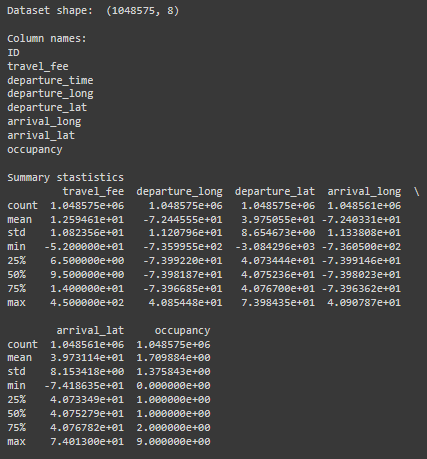 Dataset shape:  (1048575, 8)

Column names:
ID
travel_fee
departure_time
departure_long
departure_lat
arrival_long
arrival_lat
occupancy

Summary stastistics
         travel_fee  departure_long  departure_lat  arrival_long  \
count  1.048575e+06    1.048575e+06   1.048575e+06  1.048561e+06
mean   1.259461e+01   -7.244555e+01   3.975055e+01 -7.240331e+01
std    1.082356e+01    1.120796e+01   8.654673e+00  1.133808e+01
min   -5.200000e+01   -7.359955e+02  -3.084296e+03 -7.360500e+02
25%    6.500000e+00   -7.399220e+01   4.073444e+01 -7.399146e+01
50%    9.500000e+00   -7.398187e+01   4.075236e+01 -7.398023e+01
75%    1.400000e+01   -7.396685e+01   4.076700e+01 -7.396362e+01
max    4.500000e+02    4.085448e+01   7.398435e+01  4.090787e+01

        arrival_lat     occupancy
count  1.048561e+06  1.048575e+06
mean   3.973114e+01  1.709884e+00
std    8.153418e+00  1.375843e+00
min   -7.418635e+01  0.000000e+00
25%    4.073349e+01  1.000000e+00
50%    4.075279e+01  1.000000e+00
75%    4.076782e+01  2.000000e+00
max    7.401300e+01  9.000000e+00